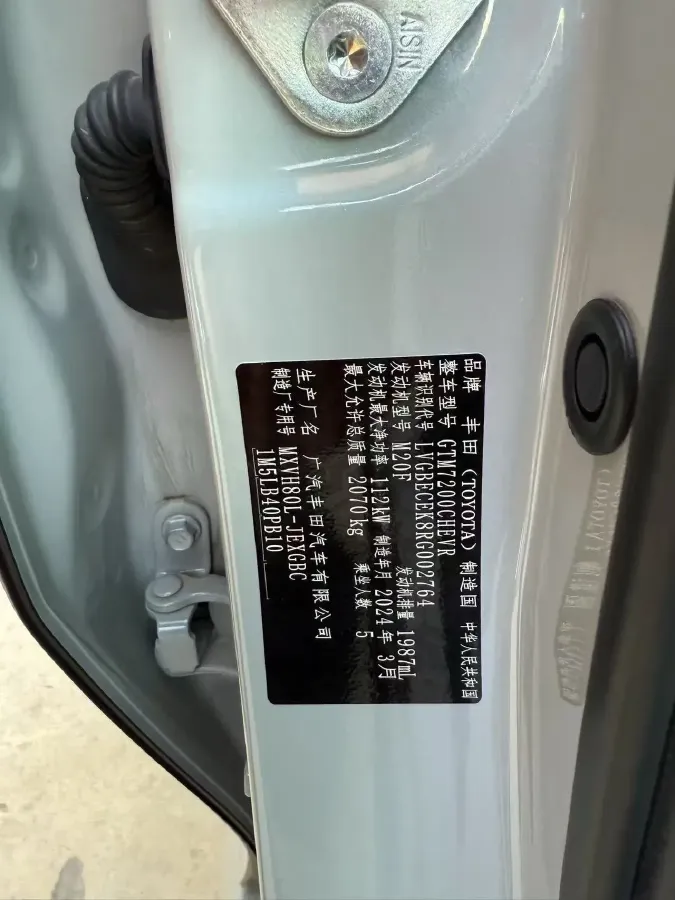 AISIN
品牌 丰田(TOYOTA) 制造国 中华人民共和国
整车型号 GTM7200CHEVR
车辆识别代号 LVGBECEK8RG002764
发动机型号 M20F 发动机排量 1987mL
发动机最大净功率 112kW 制造年月 2024年 3月
最大允许总质量 2070kg 乘坐人数 5
生产厂名 广汽丰田汽车有限公司
制造厂专用号 MXVH80L-JEXGBC
1M5LB40PB10